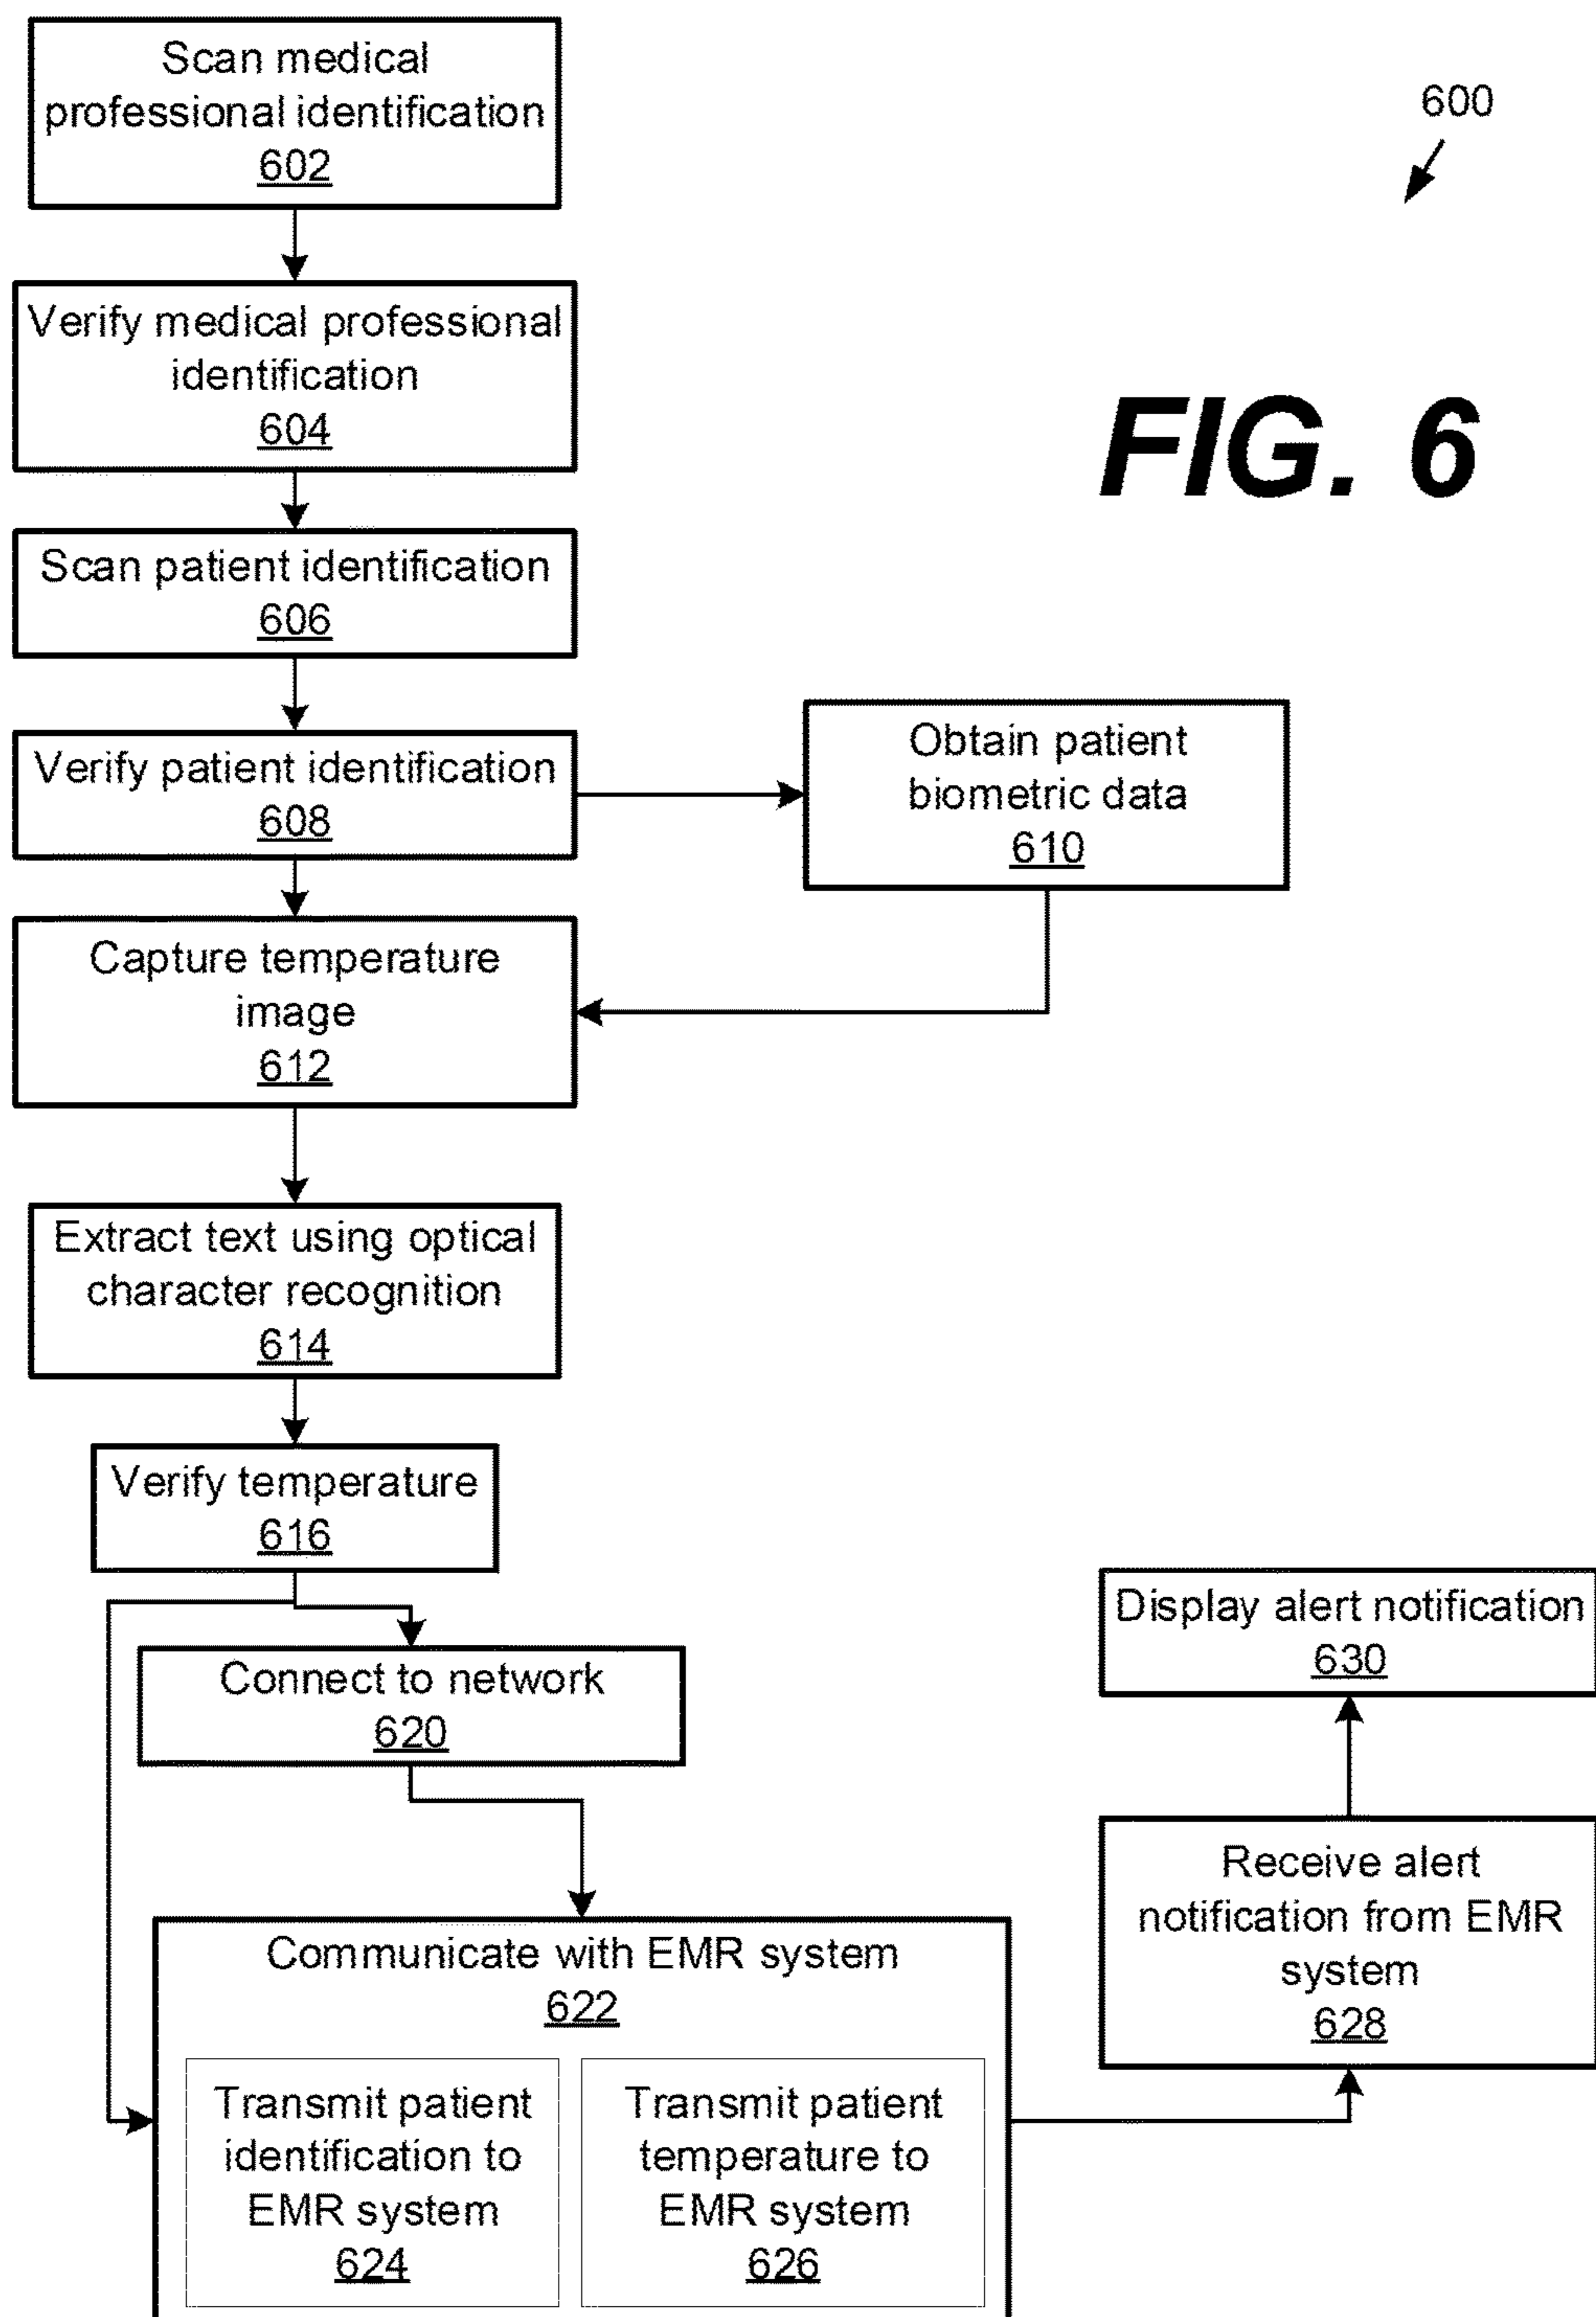 Scan medical
professional identification
602
600
Verify medical professional
identification
604
FIG. 6
Scan patient identification
606
Verify patient identification
608
Obtain patient
biometric data
610
Capture temperature
image
612
Extract text using optical
character recognition
614
Verify temperature
616
Connect to network
620
Communicate with EMR system
622
Transmit patient
identification to
EMR system
624
Transmit patient
temperature to
EMR system
626
Display alert notification
630
Receive alert
notification from EMR
system
628